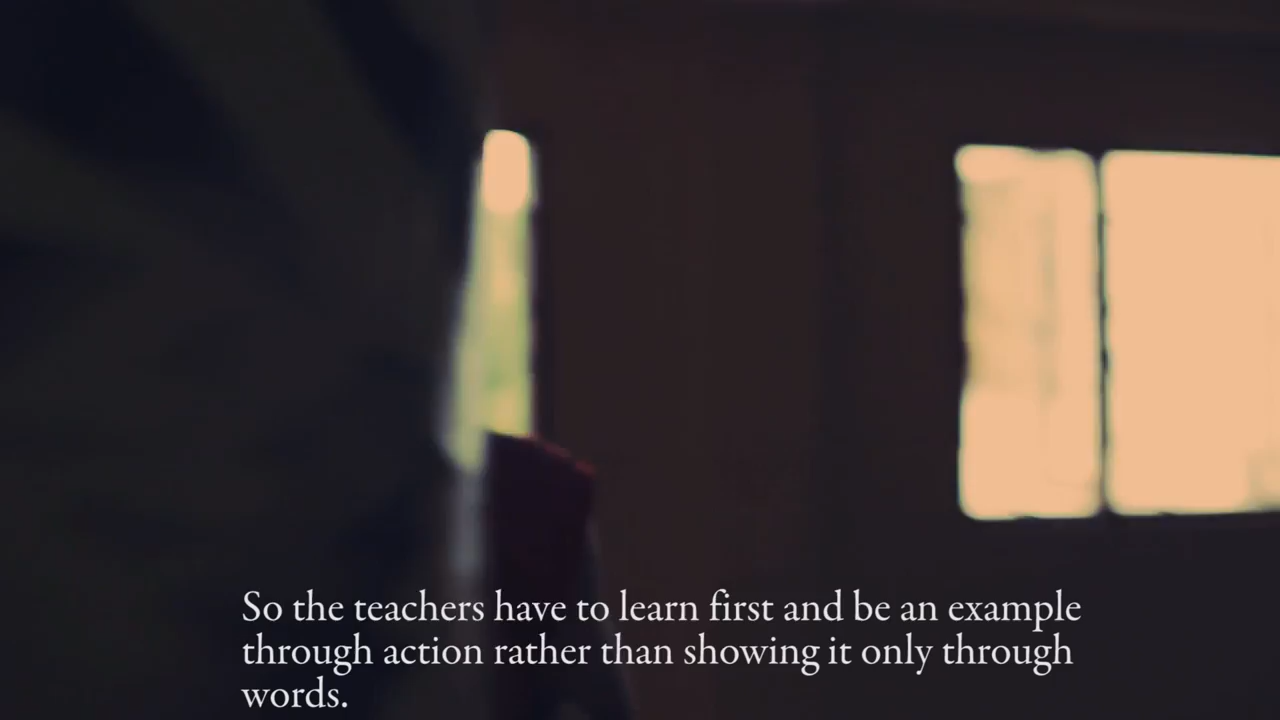 So the teachers have to learn first and be an example
through action rather than showing it only through
words.